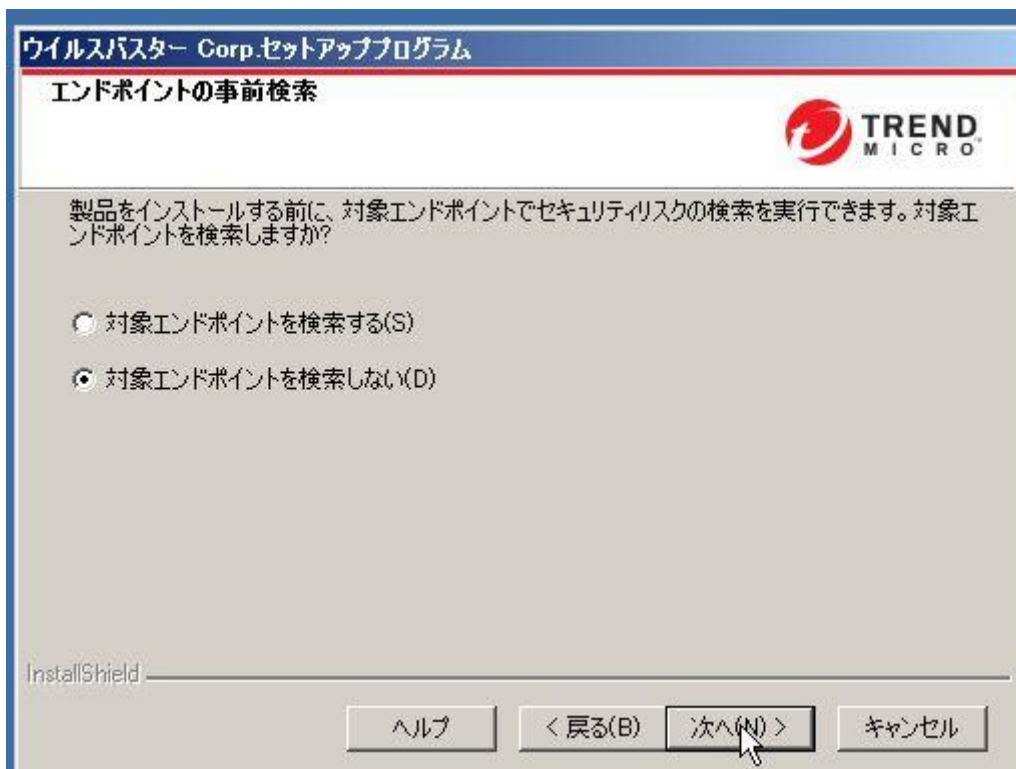 ウイルスバスター Corp.セットアッププログラム
エンドポイントの事前検索
TREND
MICRO
製品をインストールする前に、対象エンドポイントでセキュリティリスクの検索を実行できます。対象エ
ンドポイントを検索しますか?
対象エンドポイントを検索する(S)
対象エンドポイントを検索しない(D)
InstallShield
ヘルプ
< 戻る(B)
次へ(N) >
キャンセル